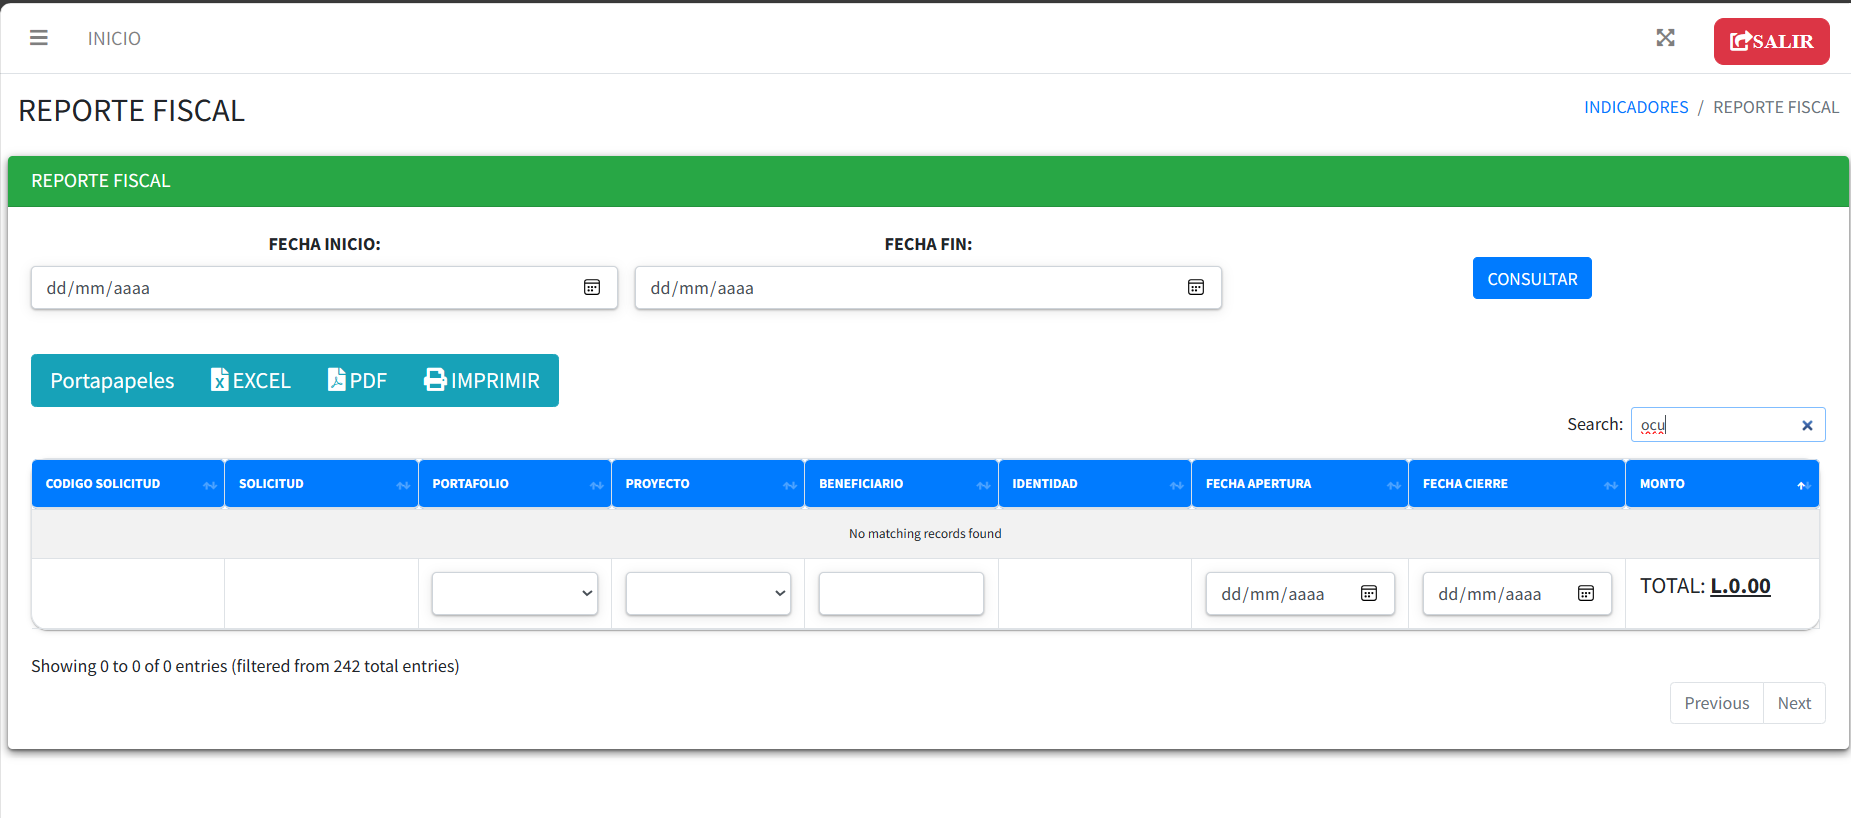 INICIO
SALIR
REPORTE FISCAL
INDICADORES / REPORTE FISCAL
REPORTE FISCAL
FECHA INICIO:
FECHA FIN:
dd/mm/aaaa
dd/mm/aaaa
CONSULTAR
Portapapeles EXCEL PDF IMPRIMIR
Search: ocu
CODIGO SOLICITUD SOLICITUD PORTAFOLIO PROYECTO BENEFICIARIO IDENTIDAD FECHA APERTURA FECHA CIERRE MONTO
No matching records found
dd/mm/aaaa dd/mm/aaaa TOTAL: L.0.00
Showing 0 to 0 of 0 entries (filtered from 242 total entries)
Previous Next